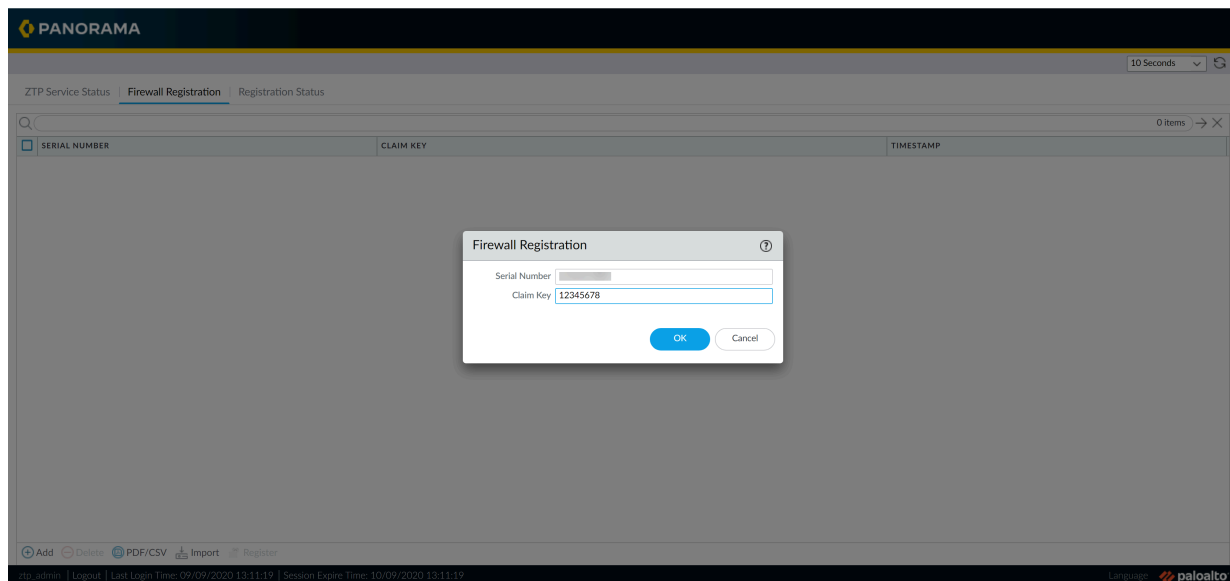 PANORAMA
10 Seconds
ZTP Service Status Firewall Registration Registration Status
0 items
SERIAL NUMBER CLAIM KEY TIMESTAMP
Firewall Registration
Serial Number
Claim Key 12345678
OK Cancel
Add Delete PDF/CSV Import Register
ztp_admin | Logout | Last Login Time: 09/09/2020 13:11:19 | Session Expire Time: 10/09/2020 13:11:19 Language paloalto